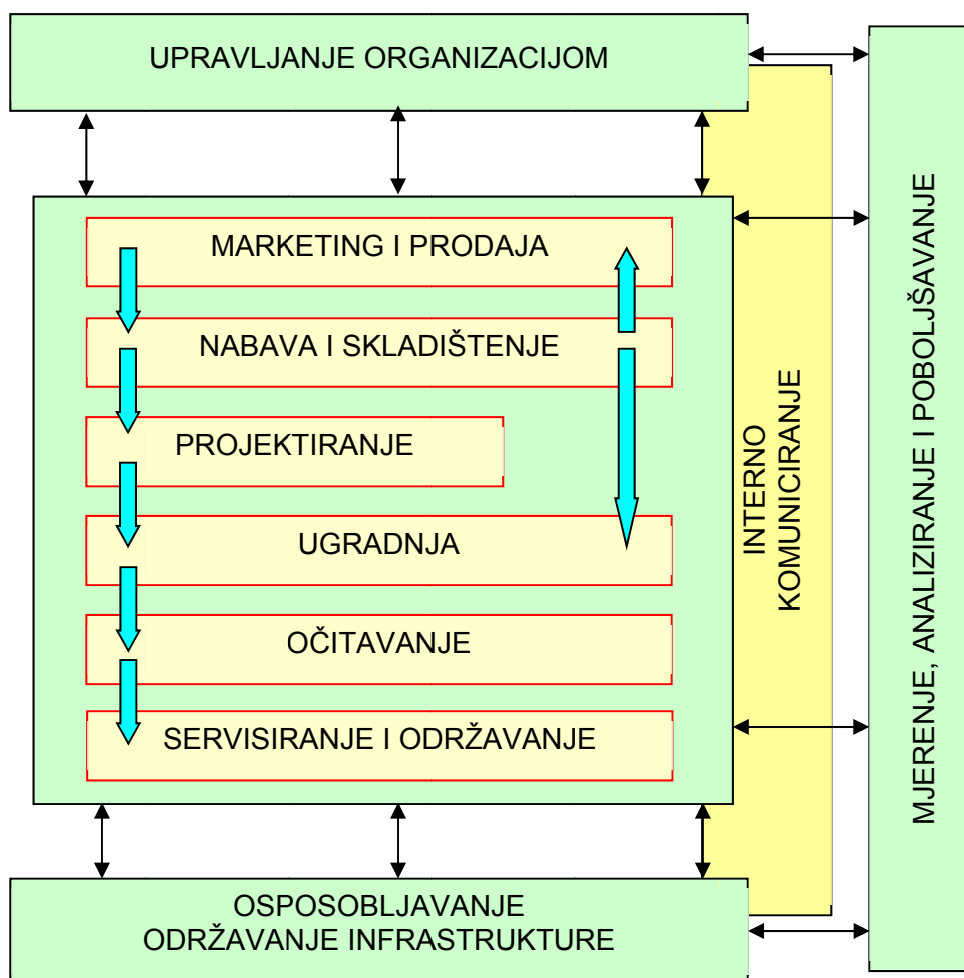 UPRAVLJANJE ORGANIZACIJOM
MARKETING I PRODAJA
NABAVA I SKLADIŠTENJE
PROJEKTIRANJE
UGRADNJA
OČITAVANJE
SERVISIRANJE I ODRŽAVANJE
INTERNO
KOMUNICIRANJE
MJERENJE, ANALIZIRANJE I POBOLJŠAVANJE
OSPOSOBLJAVANJE
ODRŽAVANJE INFRASTRUKTURE